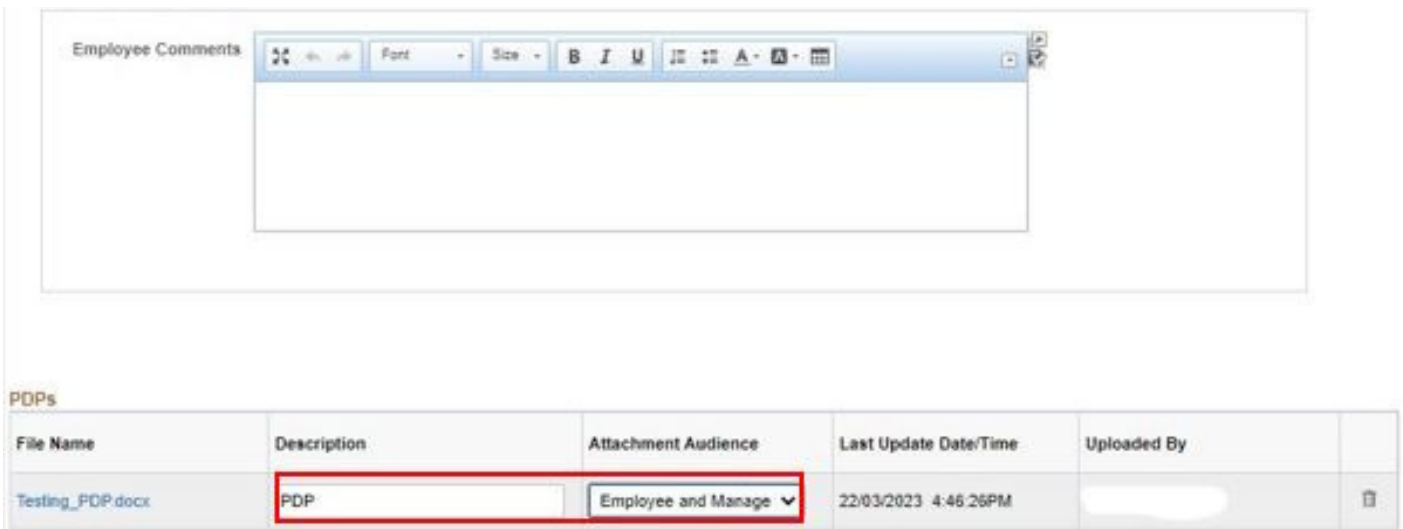 Employee Comments
Font Size B I U A A
PDPs
File Name Description Attachment Audience Last Update Date/Time Uploaded By
Testing_PDP.docx PDP Employee and Manage 22/03/2023 4:46:26PM